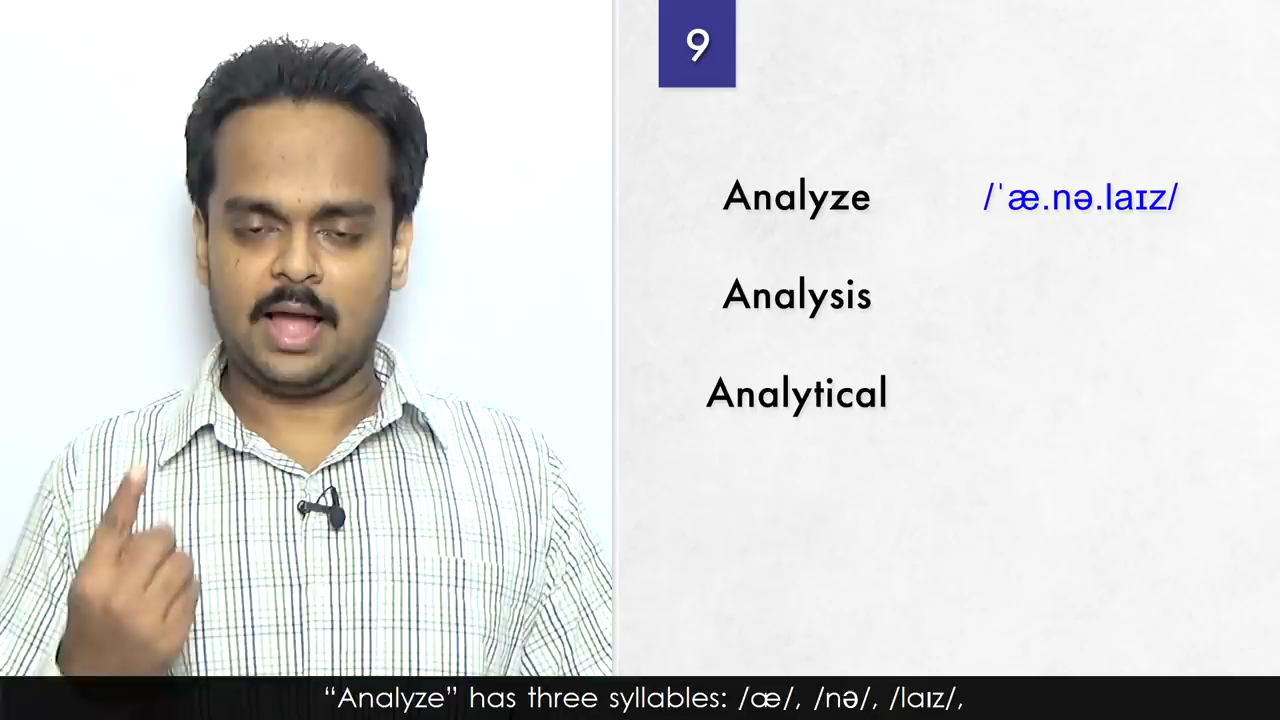 9
Analyze /ˈæ.nə.laɪz/
Analysis
Analytical
“Analyze” has three syllables: /æ/, /nə/, /laɪz/,